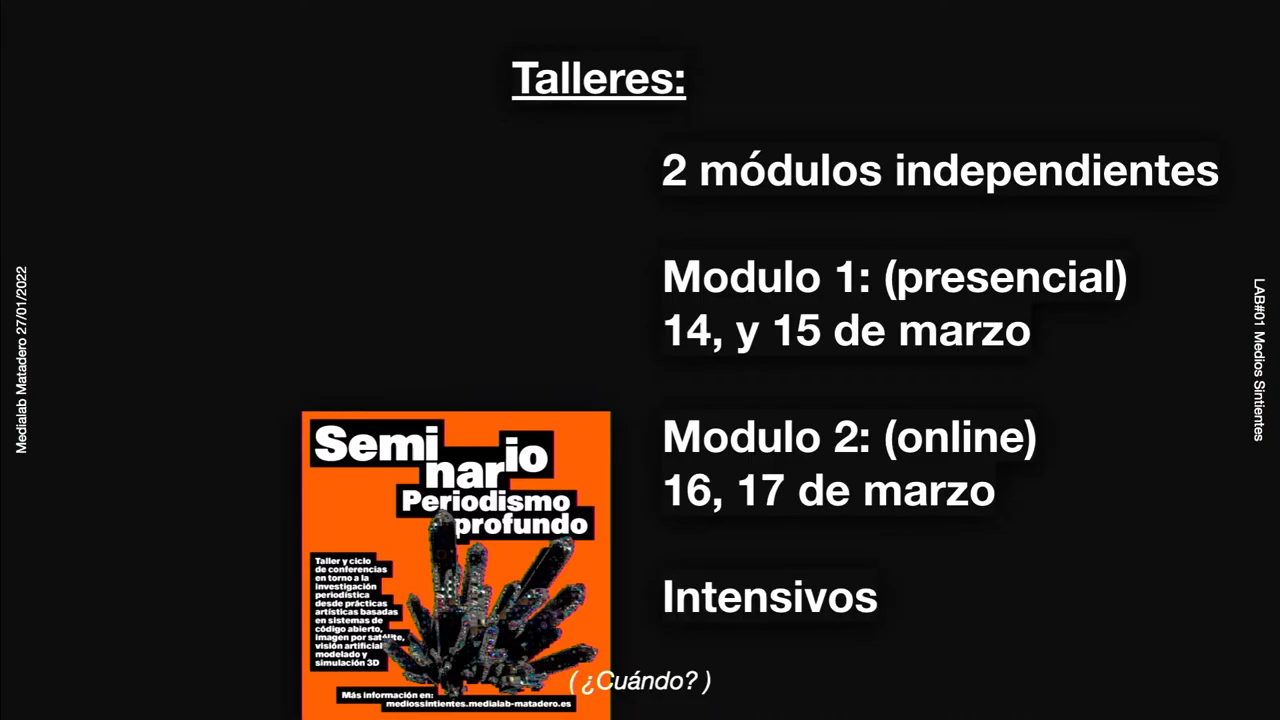 Talleres:
2 módulos independientes
Modulo 1: (presencial)
14, y 15 de marzo
Modulo 2: (online)
16, 17 de marzo
Intensivos
Medialab Matadero 27/01/2022
LAB#01 Medios Sintientes
Semi
nario
Periodismo
profundo
Taller y ciclo
de conferencias
en torno a la
investigación
periodística
desde prácticas
artísticas basadas
en sistemas de
código abierto,
imagen por satélite,
visión artificial
modelado y
simulación 3D
Más información en:
mediossintientes.medialab-matadero.es
( ¿Cuándo? )